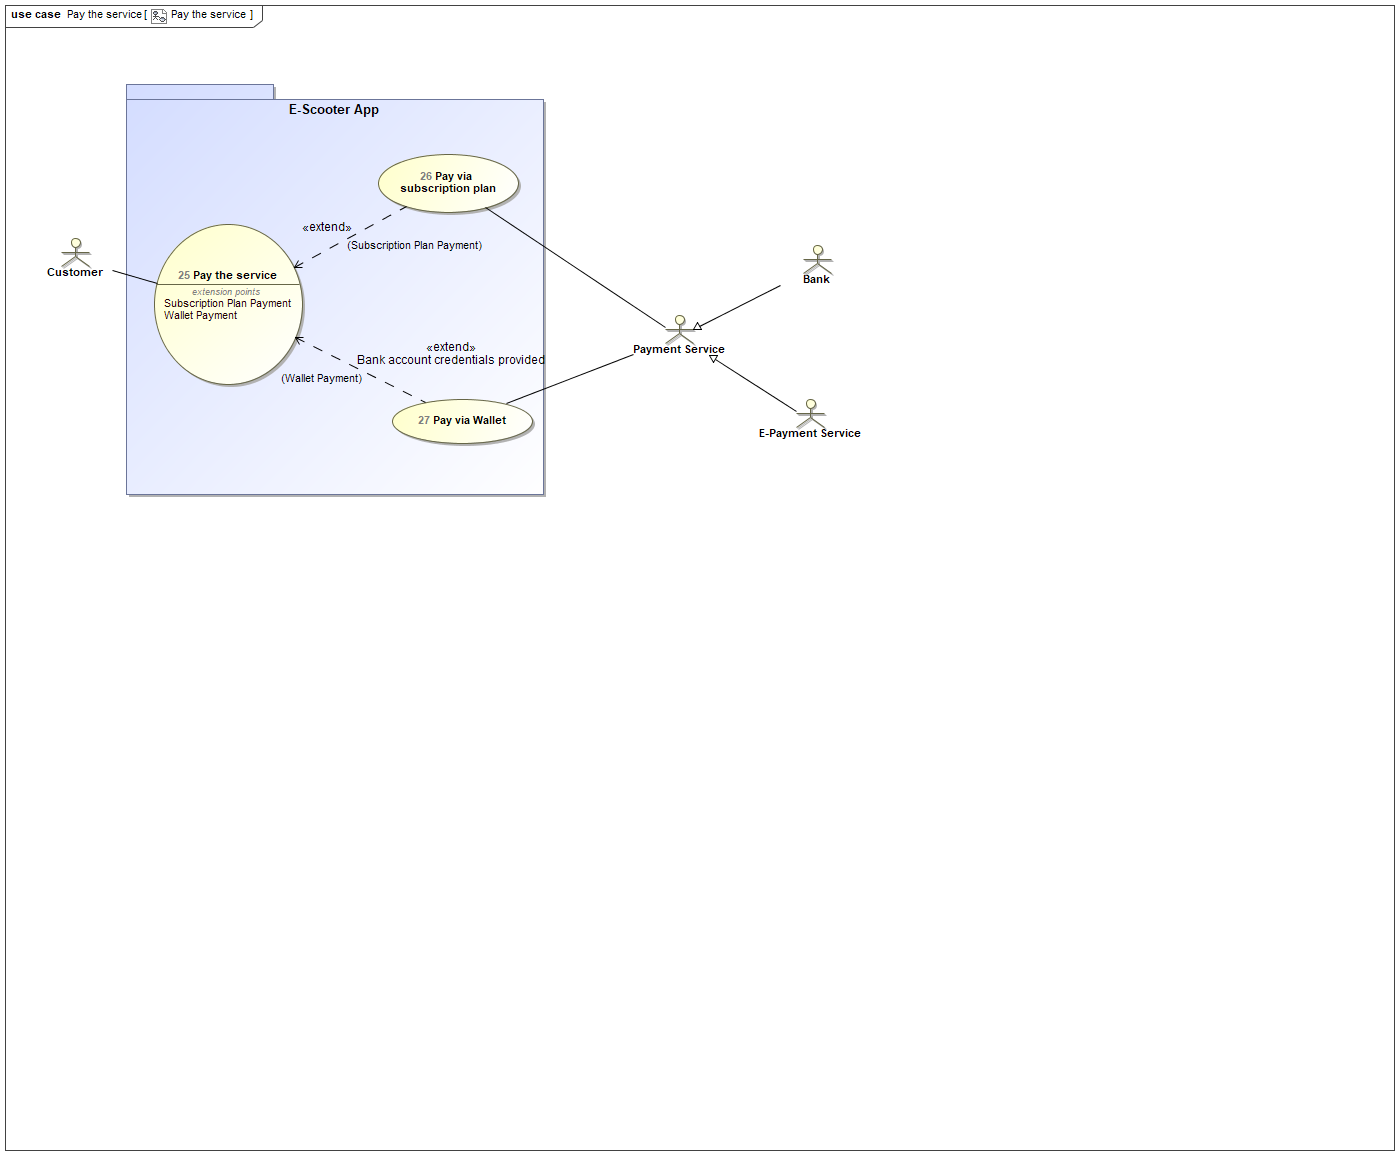 use case Pay the service [ Pay the service ]
E-Scooter App
26 Pay via
subscription plan
«extend»
(Subscription Plan Payment)
Customer
25 Pay the service
extension points
Subscription Plan Payment
Wallet Payment
Bank
Payment Service
«extend»
Bank account credentials provided
(Wallet Payment)
27 Pay via Wallet
E-Payment Service